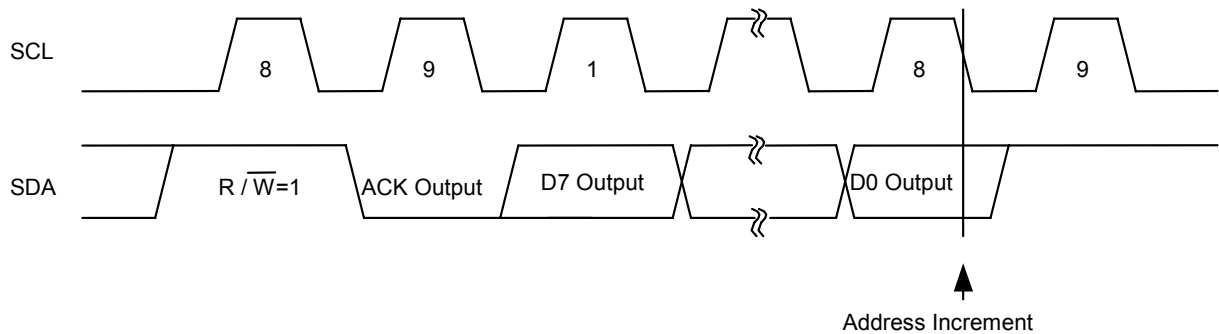 SCL
8
9
1
8
9
SDA
R / W=1
ACK Output
D7 Output
D0 Output
Address Increment